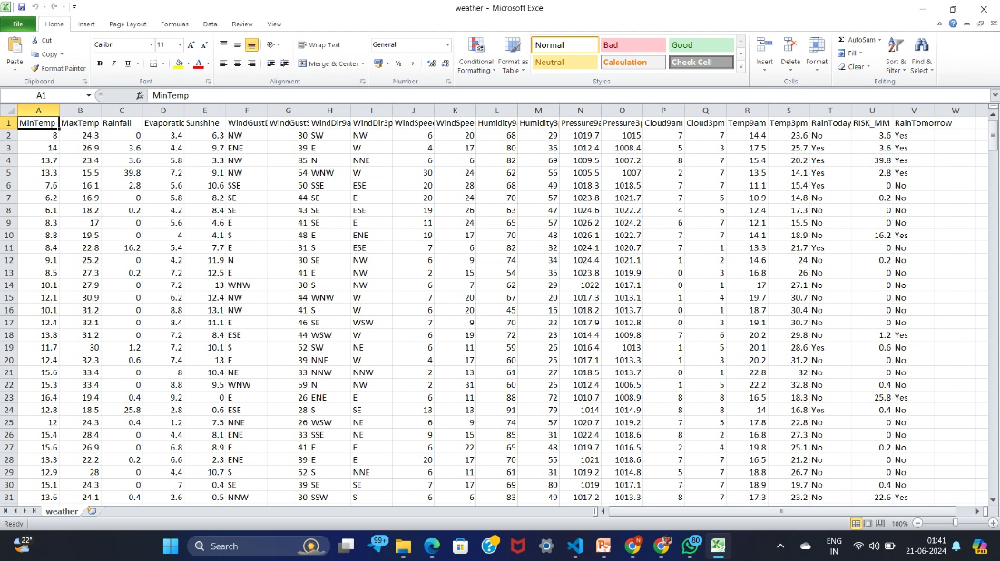 weather - Microsoft Excel
File Home Insert Page Layout Formulas Data Review View
Cut
Copy
Format Painter
Paste
Clipboard
Calibri 11
B I U
Font
Wrap Text
Merge & Center
Alignment
General
Number
Conditional Formatting
Format as Table
Normal Bad Good
Neutral Calculation Check Cell
Styles
Insert Delete Format
Cells
AutoSum
Fill
Clear
Sort & Filter
Find & Select
Editing
A1 fx MinTemp
A B C D E F G H I J K L M N O P Q R S T U V W
1 MinTemp MaxTemp Rainfall Evaporatio Sunshine WindGustD WindGustS WindDir9a WindDir3p WindSpeed WindSpeed Humidity9 Humidity3 Pressure9a Pressure3p Cloud9am Cloud3pm Temp9am Temp3pm RainToday RISK_MM RainTomorrow
2 8 24.3 0 3.4 6.3 NW 30 SW NW 6 20 68 29 1019.7 1015 7 7 14.4 23.6 No 3.6 Yes
3 14 26.9 3.6 4.4 9.7 ENE 39 E W 4 17 80 36 1012.4 1008.4 5 3 17.5 25.7 Yes 3.6 Yes
4 13.7 23.4 3.6 5.8 3.3 NW 85 N NNE 6 6 82 69 1009.5 1007.2 8 7 15.4 20.2 Yes 39.8 Yes
5 13.3 15.5 39.8 7.2 9.1 NW 54 WNW W 30 24 62 56 1005.5 1007 2 7 13.5 14.1 Yes 2.8 Yes
6 7.6 16.1 2.8 5.6 10.6 SSE 50 SSE ESE 20 28 68 49 1018.3 1018.5 7 7 11.1 15.4 Yes 0 No
7 6.2 16.9 0 5.8 8.2 SE 44 SE E 20 24 70 57 1023.8 1021.7 7 5 10.9 14.8 No 0.2 No
8 6.1 18.2 0.2 4.2 8.4 SE 43 SE ESE 19 26 63 47 1024.6 1022.2 4 6 12.4 17.3 No 0 No
9 8.3 17 0 5.6 4.6 E 41 SE E 11 24 65 57 1026.2 1024.2 6 7 12.1 15.5 No 0 No
10 8.8 19.5 0 4 4.1 S 48 E ENE 19 17 70 48 1026.1 1022.7 7 7 14.1 18.9 No 16.2 Yes
11 8.4 22.8 16.2 5.4 7.7 E 31 S ESE 7 6 82 32 1024.1 1020.7 7 1 13.3 21.7 Yes 0 No
12 9.1 25.2 0 4.2 11.9 N 30 SE NW 6 9 74 34 1024.4 1021.1 1 2 14.6 24 No 0.2 No
13 8.5 27.3 0.2 7.2 12.5 E 41 E NW 2 15 54 35 1023.8 1019.9 0 3 16.8 26 No 0 No
14 10.1 27.9 0 7.2 13 WNW 30 S NW 6 7 62 29 1022 1017.1 0 1 17 27.1 No 0 No
15 12.1 30.9 0 6.2 12.4 NW 44 WNW W 7 20 67 20 1017.3 1013.1 1 4 19.7 30.7 No 0 No
16 10.1 31.2 0 8.8 13.1 NW 41 S W 6 20 45 16 1018.2 1013.7 0 1 18.7 30.4 No 0 No
17 12.4 32.1 0 8.4 11.1 E 46 SE WSW 7 9 70 22 1017.9 1012.8 0 3 19.1 30.7 No 0 No
18 13.8 31.2 0 7.2 8.4 ESE 44 WSW W 6 19 72 23 1014.4 1009.8 7 6 20.2 29.8 No 1.2 Yes
19 11.7 30 1.2 7.2 10.1 S 52 SW NE 6 11 59 26 1016.4 1013 1 5 20.1 28.6 Yes 0.6 No
20 12.4 32.3 0.6 7.4 13 E 39 NNE W 4 17 60 25 1017.1 1013.3 1 3 20.2 31.2 No 0 No
21 15.6 33.4 0 8 10.4 NE 33 NNW NNW 2 13 61 27 1018.5 1013.7 0 1 22.8 32 No 0 No
22 15.3 33.4 0 8.8 9.5 WNW 59 N NW 2 31 60 26 1012.4 1006.5 1 5 22.2 32.8 No 0.4 No
23 16.4 19.4 0.4 9.2 0 E 26 ENE E 6 11 88 72 1010.7 1008.9 8 8 16.5 18.3 No 25.8 Yes
24 12.8 18.5 25.8 2.8 0.6 ESE 28 S SE 13 13 91 79 1014 1014.9 8 8 14 16.8 Yes 0.4 No
25 12 24.3 0.4 1.2 7.5 NNE 26 WSW NE 6 9 74 57 1020.7 1019.2 7 5 17.8 22.8 No 0 No
26 15.4 28.4 0 4.4 8.1 ENE 33 SSE NE 9 15 85 31 1022.4 1018.6 8 2 16.8 27.3 No 0 No
27 15.6 26.9 0 6.8 8.9 E 41 E E 6 22 65 48 1019.7 1016.5 2 4 19.8 25.1 No 0.2 No
28 13.3 22.2 0.2 6.6 2.3 ENE 39 E E 20 17 70 55 1021 1018.6 7 7 16.5 21.2 No 0 No
29 12.9 28 0 4.4 10.7 S 52 S NNE 6 11 61 31 1019.2 1014.8 5 7 18.8 26.7 No 0 No
30 15.1 24.3 0 7 0.4 SE 39 SE SE 7 17 69 80 1019 1017.1 7 7 18.9 19.7 No 0.4 No
31 13.6 24.1 0.4 2.6 0.5 NNW 30 SSW S 6 6 83 49 1017.2 1013.3 8 7 17.3 23.2 No 22.6 Yes
weather
Ready 100%
22° Search 99+ 80 ENG IN 01:41 21-06-2024